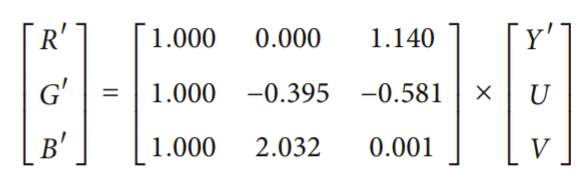 R′ 1.000 0.000 1.140 Y′
G′ = 1.000 −0.395 −0.581 × U
B′ 1.000 2.032 0.001 V